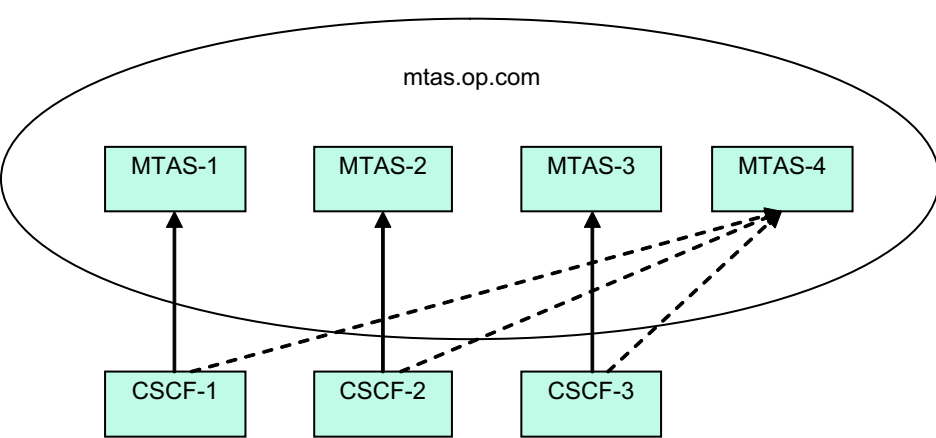 mtas.op.com
MTAS-1
MTAS-2
MTAS-3
MTAS-4
CSCF-1
CSCF-2
CSCF-3